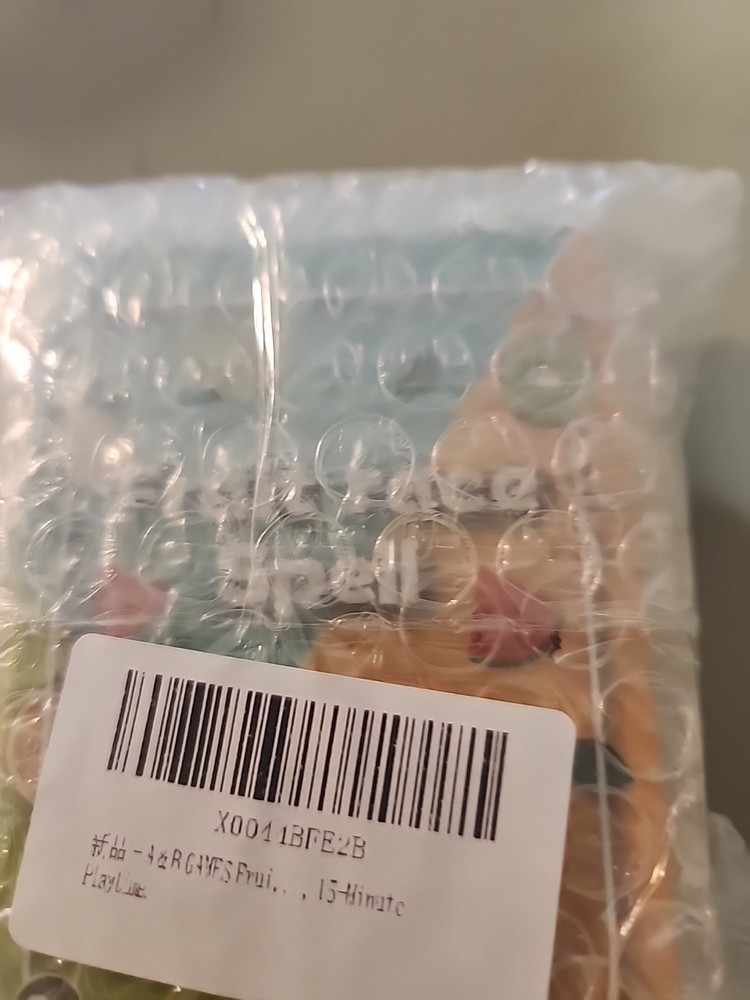 Spell
X0041BFE2B
新品 - GAMES Frui... , 15-Minute
Playtime